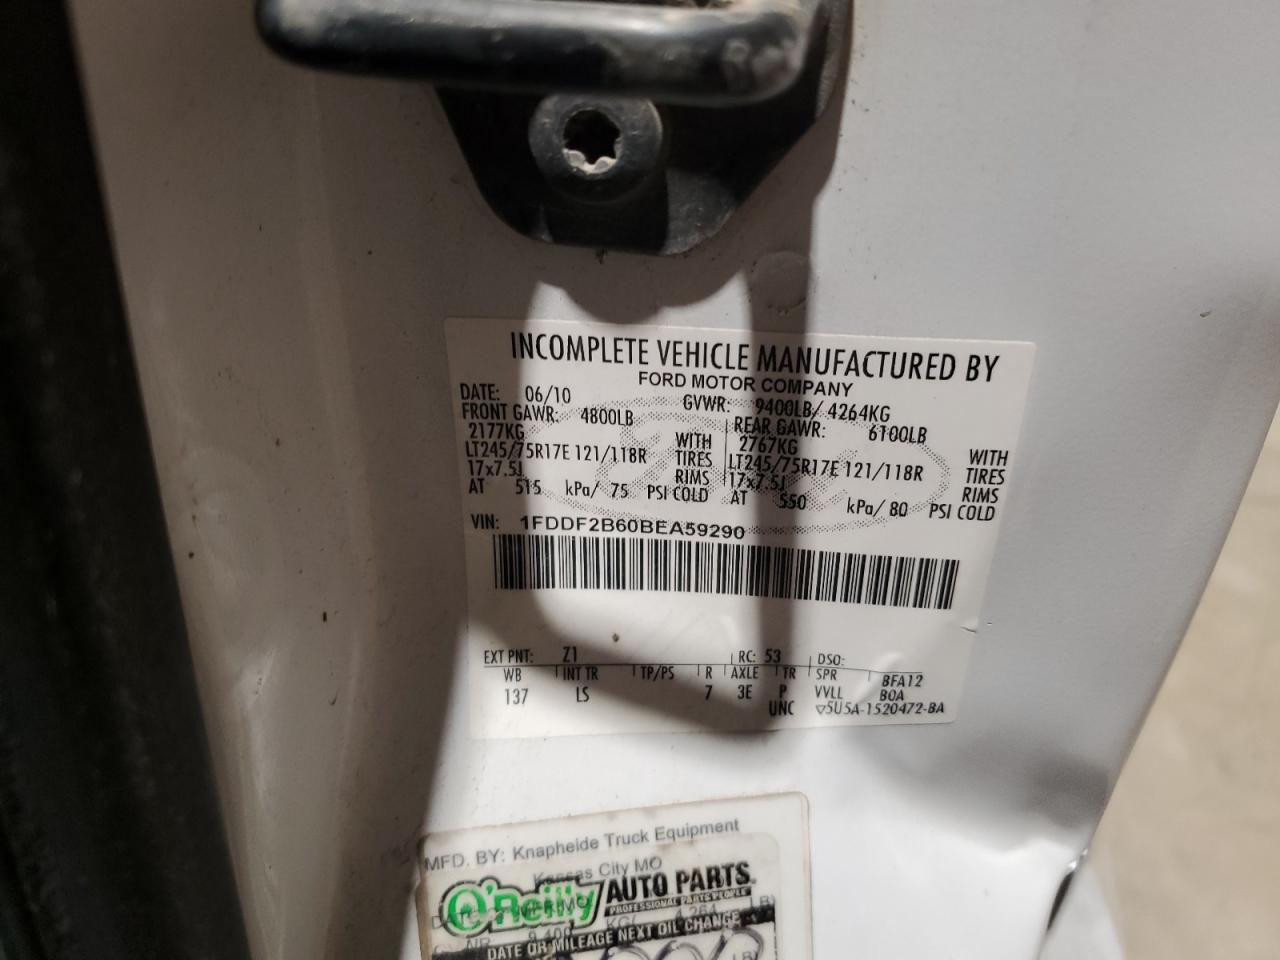 INCOMPLETE VEHICLE MANUFACTURED BY
FORD MOTOR COMPANY
DATE: 06/10 GVWR: 9400LB/ 4264KG
FRONT GAWR: 4800LB REAR GAWR: 6100LB
2177KG WITH 2767KG WITH
LT245/75R17E 121/118R TIRES LT245/75R17E 121/118R TIRES
17x7.5J RIMS 17x7.5J RIMS
AT 515 kPa/ 75 PSI COLD AT 550 kPa/ 80 PSI COLD
VIN: 1FDDF2B60BEA59290
EXT PNT: Z1 RC: 53 DSO:
WB INT TR TP/PS R AXLE TR SPR BFA12
137 LS 7 3E P VVLL BOA
UNC ▽5U5A-1520472-BA
MFD. BY: Knapheide Truck Equipment
Kansas City MO
O'Reilly AUTO PARTS
PROFESSIONAL PARTS PEOPLE
DATE OR MILEAGE NEXT OIL CHANGE